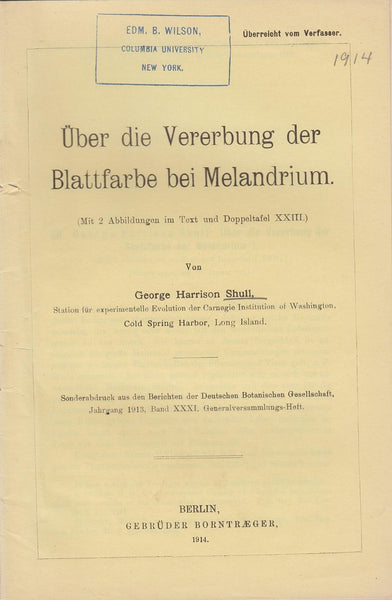 EDM. B. WILSON,
COLUMBIA UNIVERSITY
NEW YORK.
Überreicht vom Verfasser.
1914
Über die Vererbung der
Blattfarbe bei Melandrium.
(Mit 2 Abbildungen im Text und Doppeltafel XXIII.)
Von
George Harrison Shull,
Station für experimentelle Evolution der Carnegie Institution of Washington.
Cold Spring Harbor, Long Island.
Sonderabdruck aus den Berichten der Deutschen Botanischen Gesellschaft,
Jahrgang 1913, Band XXXI, Generalversammlungs-Heft.
BERLIN,
GEBRÜDER BORNTRÆGER,
1914.